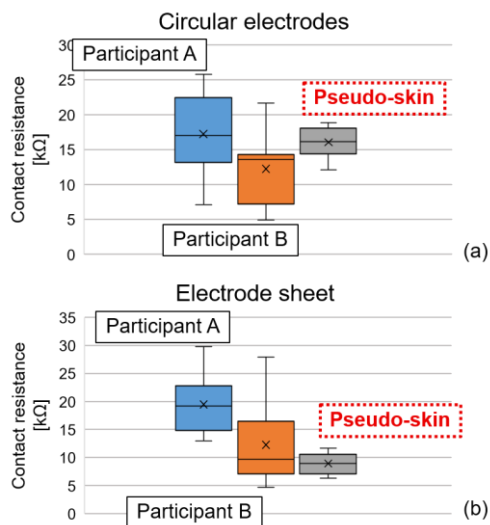 Circular electrodes
30
25
20
15
10
5
0
Contact resistance
[kΩ]
Participant A
Pseudo-skin
Participant B
(a)
Electrode sheet
35
30
25
20
15
10
5
0
Contact resistance
[kΩ]
Participant A
Pseudo-skin
Participant B
(b)